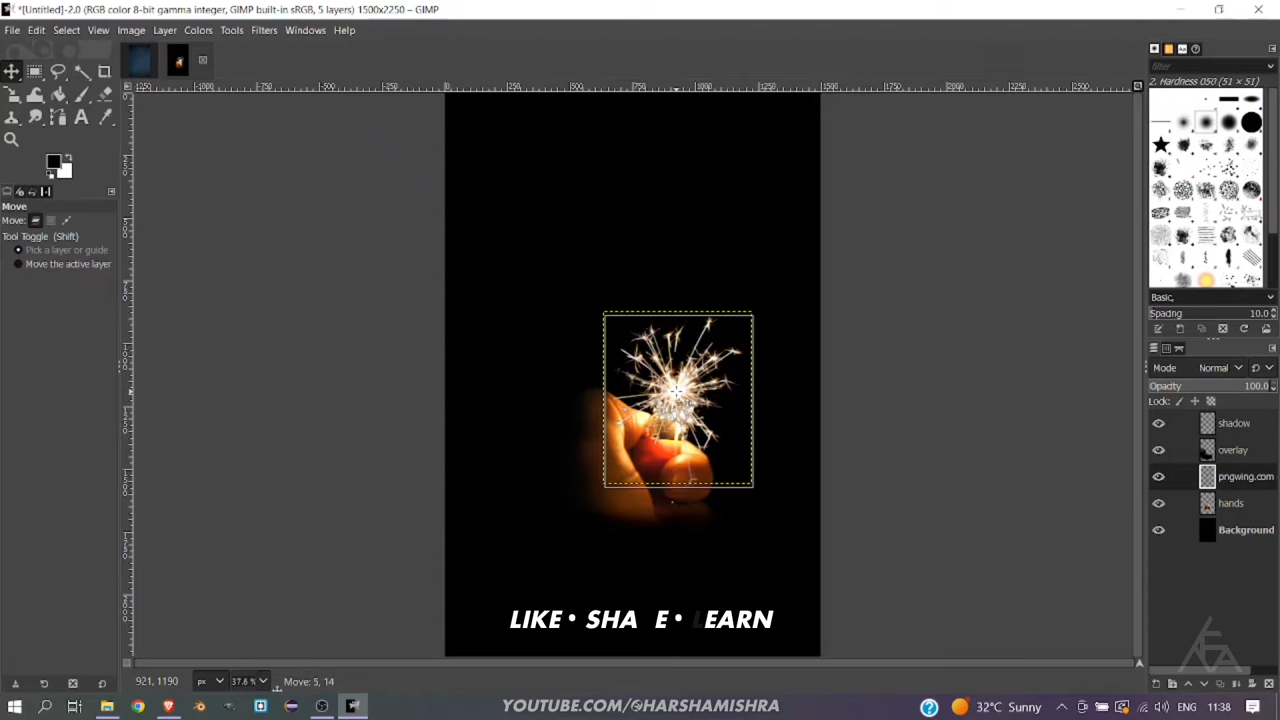 *[Untitled]-2.0 (RGB color 8-bit gamma integer, GIMP built-in sRGB, 5 layers) 1500x2250 – GIMP
File Edit Select View Image Layer Colors Tools Filters Windows Help
filter
2. Hardness 050 (51 × 51)
Move
Move:
Tool Toggle (Shift)
Pick a layer or guide
Move the active layer
Basic,
Spacing 10.0
Mode Normal
Opacity 100.0
Lock:
shadow
overlay
pngwing.com
hands
Background
LIKE • SHA E • LEARN
921, 1190 px 37.6 % Move: 5, 14
YOUTUBE.COM/@HARSHAMISHRA
32°C Sunny ENG 11:38